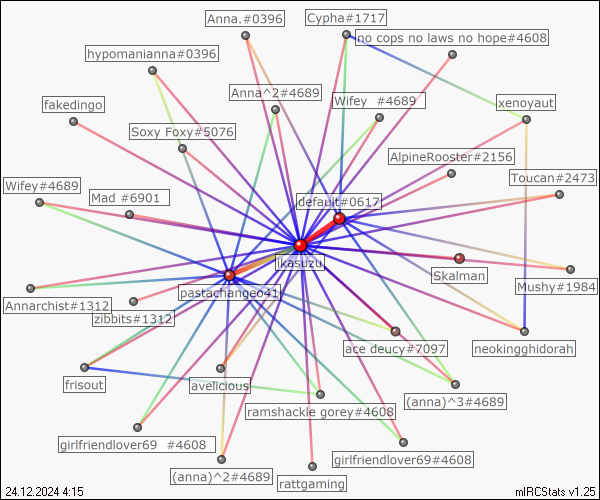 Anna.#0396
Cypha#1717
no cops no laws no hope#4608
hypomanianna#0396
Anna^2#4689
Wifey  #4689
xenoyaut
fakedingo
Soxy Foxy#5076
AlpineRooster#2156
Toucan#2473
Wifey#4689
Mad #6901
default#0617
ikasuzu
Skalman
Mushy#1984
pastachangeo41
Annarchist#1312
zibbits#1312
ace deucy#7097
neokingghidorah
frisout
avelicious
ramshackle gorey#4608
(anna)^3#4689
girlfriendlover69  #4608
girlfriendlover69#4608
(anna)^2#4689
rattgaming
24.12.2024 4:15
mIRCStats v1.25